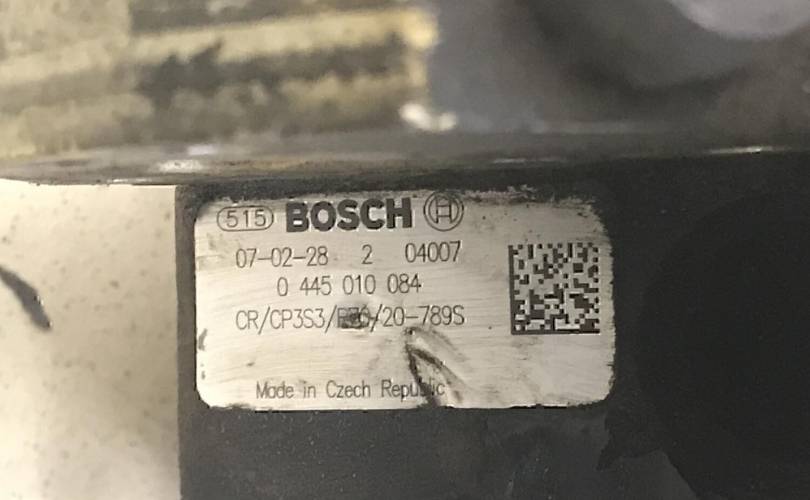 515 BOSCH
07-02-28 2 04007
0 445 010 084
CR/CP3S3/ /20-789S
Made in Czech Republic